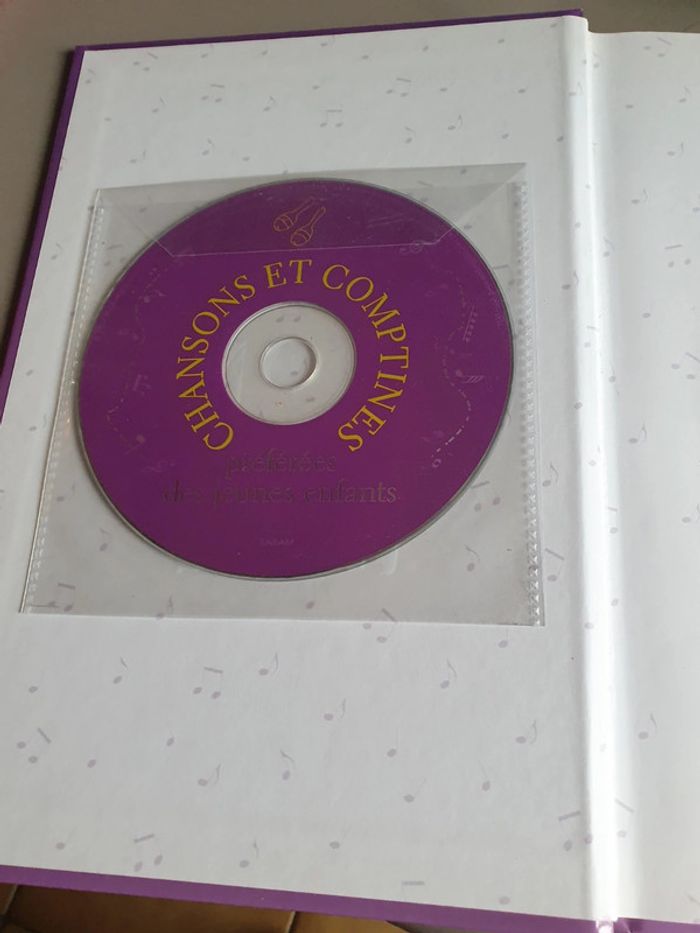 CHANSONS ET COMPTINES
préférées
des jeunes enfants